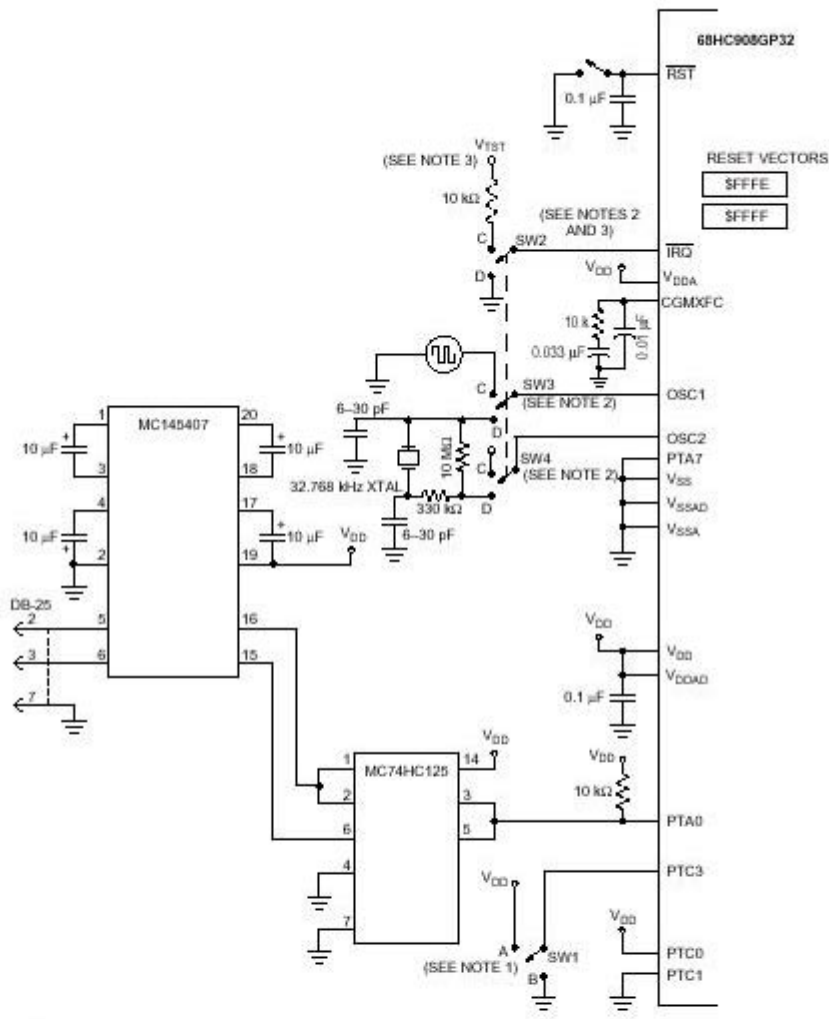 68HC908GP32
RST
0.1 µF
VTST
(SEE NOTE 3)
10 kΩ
RESET VECTORS
$FFFE
$FFFF
(SEE NOTES 2
AND 3)
C
SW2
IRQ
D
VDD
VDDA
CGMXFC
10 k
0.033 µF
0.01 µF
C
SW3
OSC1
(SEE NOTE 2)
D
6–30 pF
10 MΩ
OSC2
SW4
C
(SEE NOTE 2)
PTA7
VSS
32.768 kHz XTAL
330 kΩ
D
VSSAD
6–30 pF
VSSA
1
MC145407
20
10 µF
+
+
10 µF
3
18
4
17
10 µF
+
+
10 µF
VDD
2
19
DB-25
2
5
16
3
6
15
7
VDD
VDD
VDDAD
0.1 µF
1
MC74HC125
14
VDD
VDD
2
3
10 kΩ
6
5
PTA0
4
PTC3
VDD
7
VDD
A
SW1
PTC0
(SEE NOTE 1)
B
PTC1